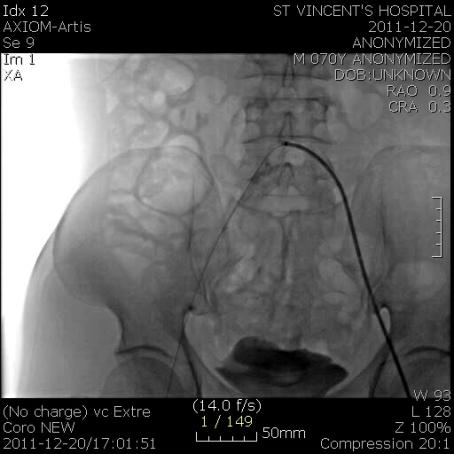 Idx 12
ST VINCENT'S HOSPITAL
AXIOM-Artis
2011-12-20
Se 9
ANONYMIZED
Im 1
M 070Y ANONYMIZED
XA
DOB:UNKNOWN
RAO 0.9
CRA 0.3
W 93
(No charge) vc Extre
(14.0 f/s)
L 128
Coro NEW
1 / 149
Z 100%
50mm
2011-12-20/17:01:51
Compression 20:1